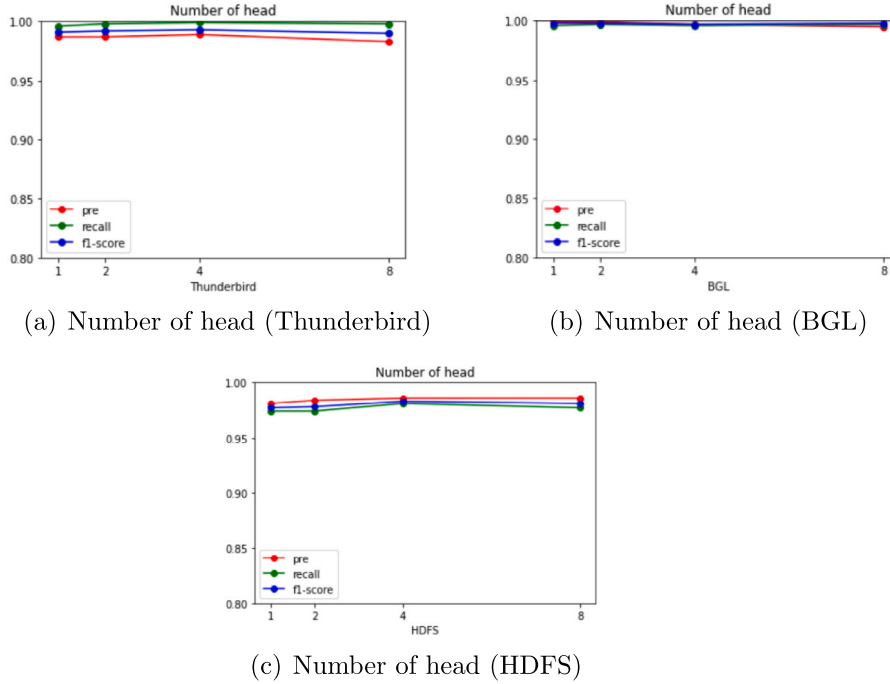 Number of head
1.00
0.95
0.90
0.85
0.80
pre
recall
f1-score
1 2 4 8
Thunderbird
(a) Number of head (Thunderbird)
Number of head
1.00
0.95
0.90
0.85
0.80
pre
recall
f1-score
1 2 4 8
BGL
(b) Number of head (BGL)
Number of head
1.00
0.95
0.90
0.85
0.80
pre
recall
f1-score
1 2 4 8
HDFS
(c) Number of head (HDFS)